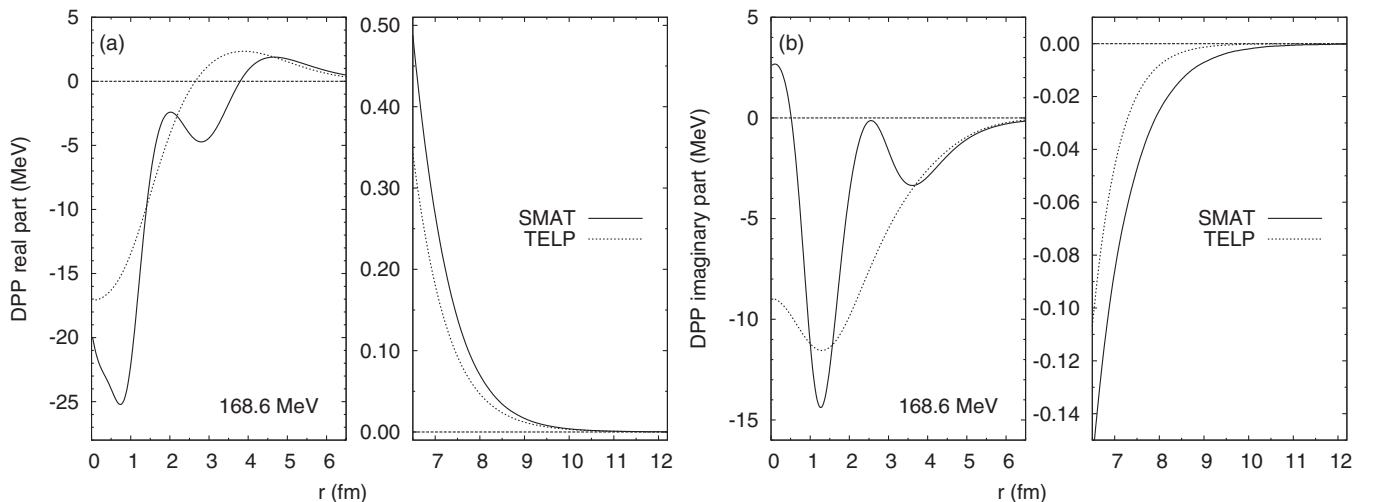 (a)
DPP real part (MeV)
5
0
-5
-10
-15
-20
-25
168.6 MeV
0 1 2 3 4 5 6
0.50
0.40
0.30
0.20
0.10
0.00
SMAT
TELP
7 8 9 10 11 12
r (fm)
(b)
DPP imaginary part (MeV)
5
0
-5
-10
-15
168.6 MeV
0 1 2 3 4 5 6
0.00
-0.02
-0.04
-0.06
-0.08
-0.10
-0.12
-0.14
SMAT
TELP
7 8 9 10 11 12
r (fm)